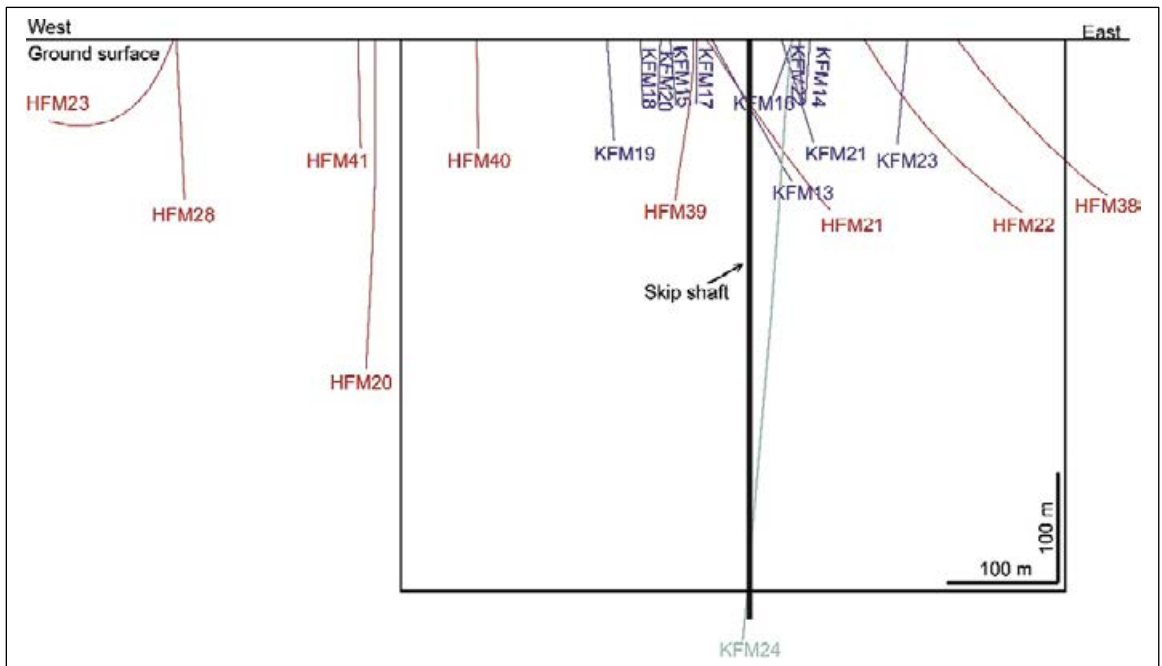 West
East
Ground surface
HFM23
KFM18
KFM20
KFM15
KFM17
KFM16
KFM22
KFM14
HFM41
HFM40
KFM19
KFM21
KFM23
HFM28
HFM39
KFM13
HFM21
HFM22
HFM38
Skip shaft
HFM20
100 m
100 m
KFM24